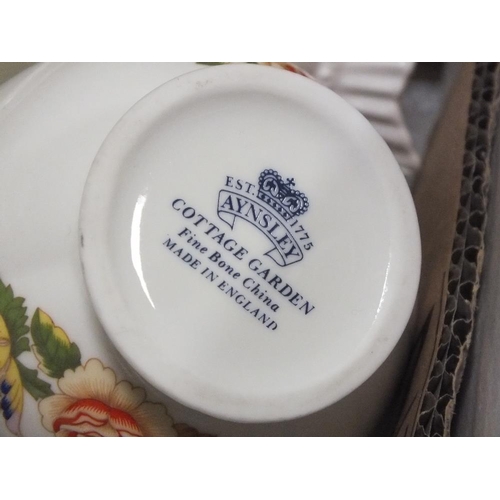 EST. 1775
AYNSLEY
COTTAGE GARDEN
Fine Bone China
MADE IN ENGLAND